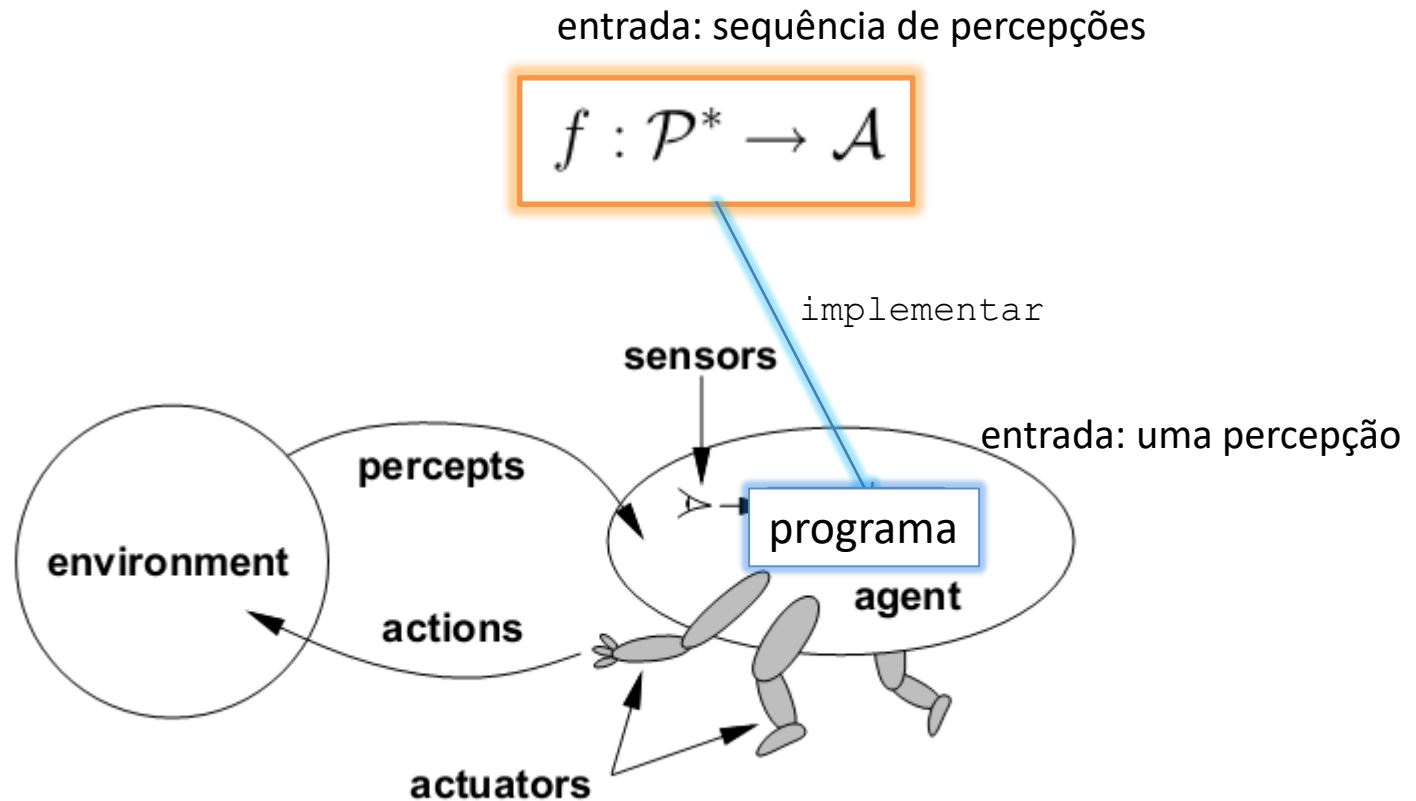 entrada: sequência de percepções
f : P* → A
implementar
sensors
entrada: uma percepção
percepts
programa
environment
agent
actions
actuators